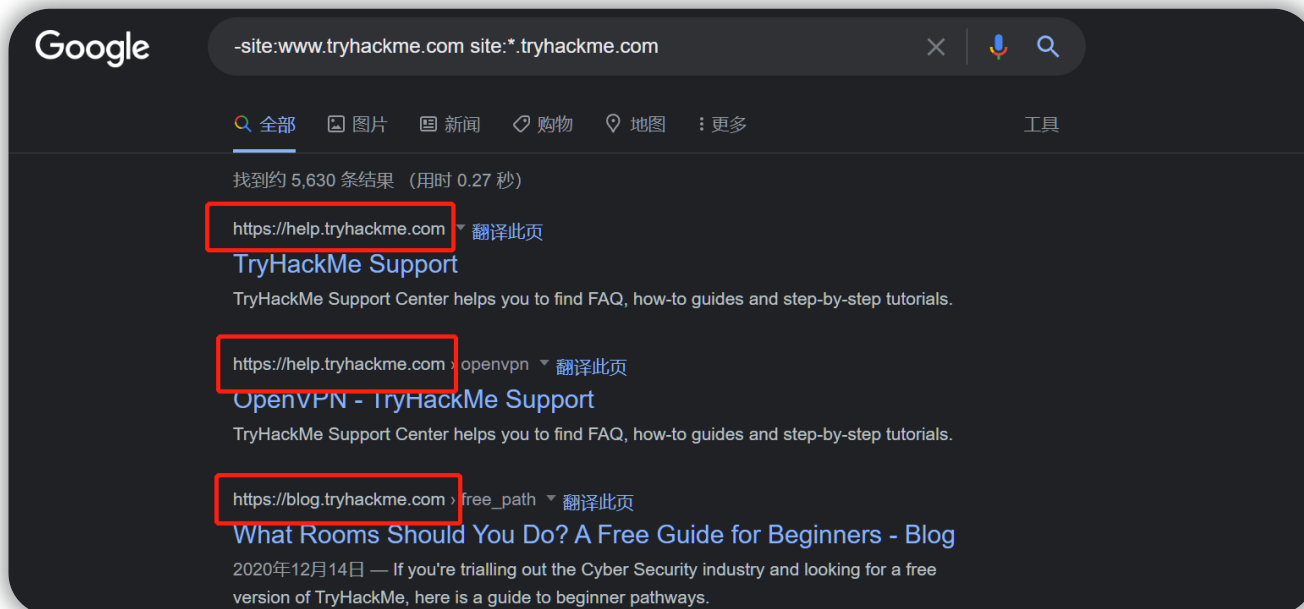 Google
-site:www.tryhackme.com site:*.tryhackme.com
全部 图片 新闻 购物 地图 更多 工具
找到约 5,630 条结果 （用时 0.27 秒）
https://help.tryhackme.com 翻译此页
TryHackMe Support
TryHackMe Support Center helps you to find FAQ, how-to guides and step-by-step tutorials.
https://help.tryhackme.com › openvpn 翻译此页
OpenVPN - TryHackMe Support
TryHackMe Support Center helps you to find FAQ, how-to guides and step-by-step tutorials.
https://blog.tryhackme.com › free_path 翻译此页
What Rooms Should You Do? A Free Guide for Beginners - Blog
2020年12月14日 — If you're trialling out the Cyber Security industry and looking for a free
version of TryHackMe, here is a guide to beginner pathways.